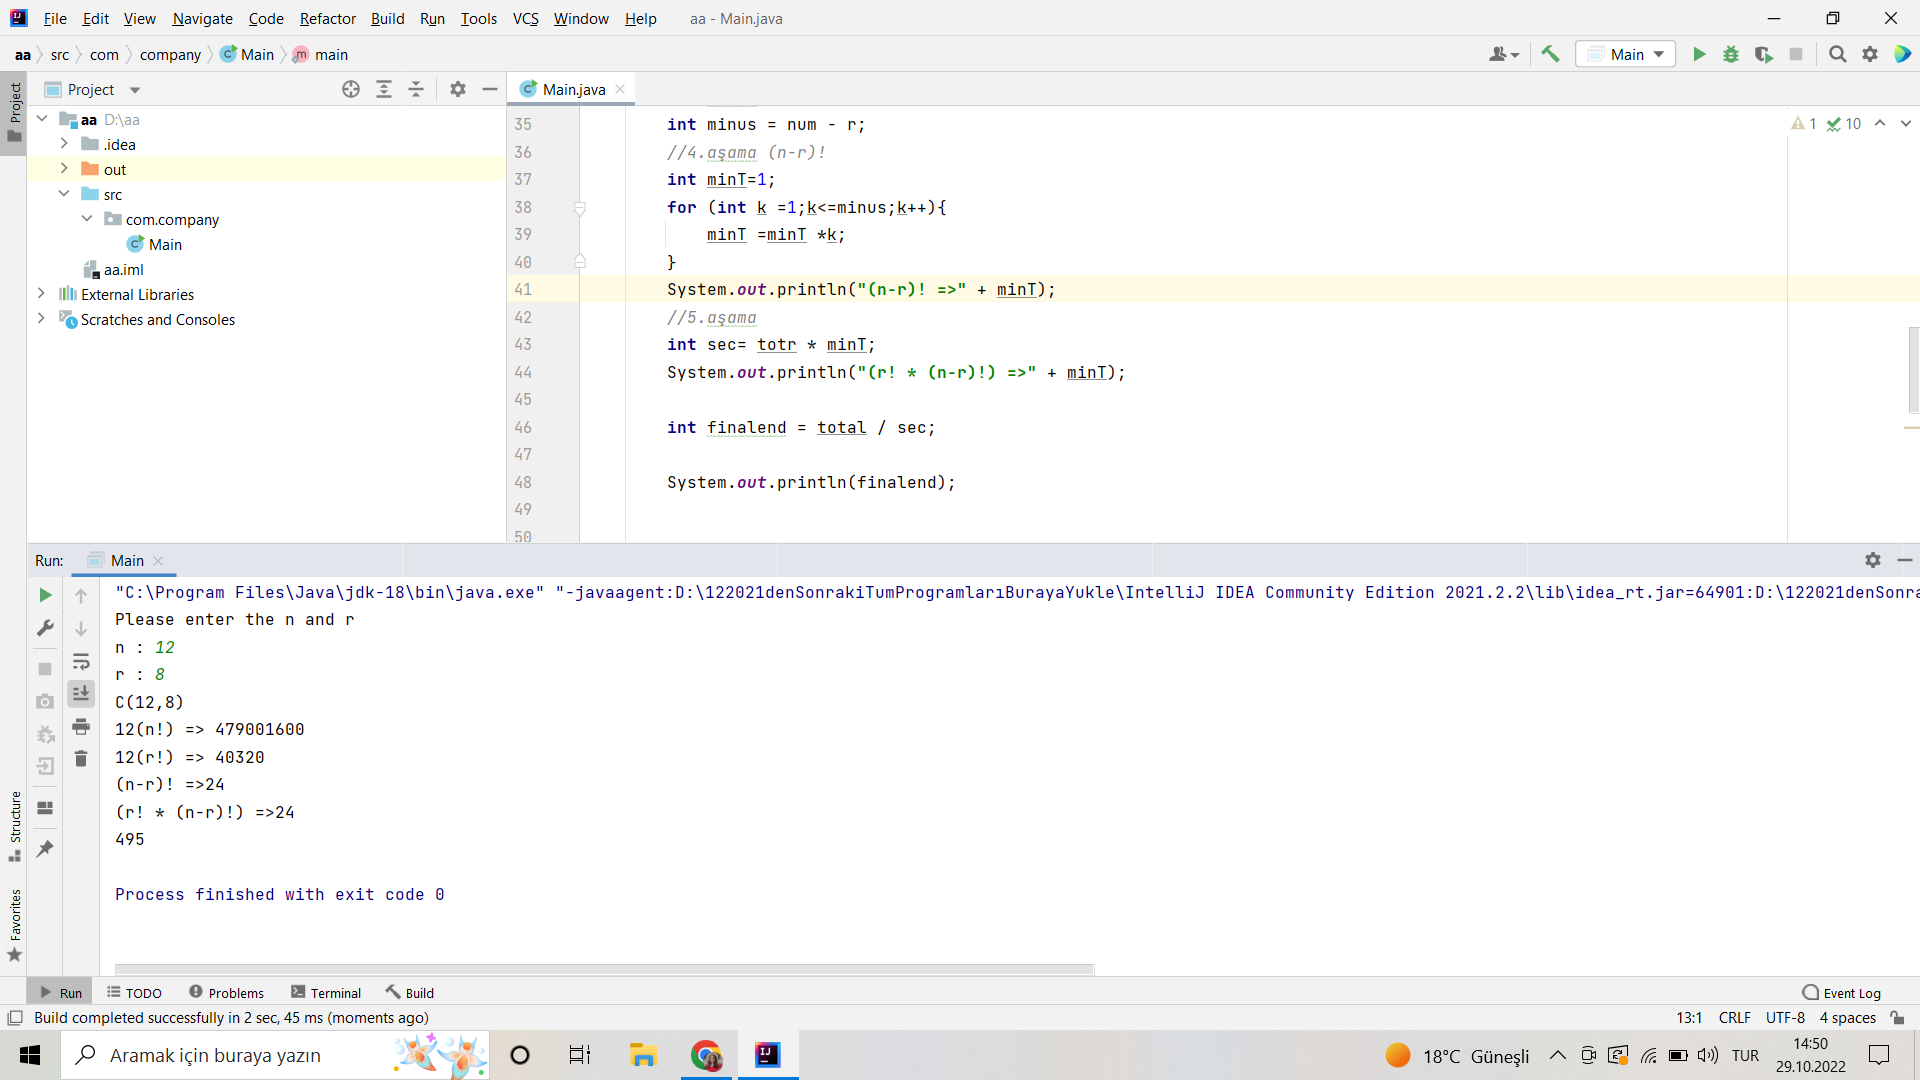 File Edit View Navigate Code Refactor Build Run Tools VCS Window Help aa - Main.java
aa src com company Main main
Main
Project
Project
Main.java
aa D:\aa
.idea
out
src
com.company
Main
aa.iml
External Libraries
Scratches and Consoles
35 int minus = num - r;
36 //4.aşama (n-r)!
37 int minT=1;
38 for (int k =1;k<=minus;k++){
39 minT =minT *k;
40 }
41 System.out.println("(n-r)! =>" + minT);
42 //5.aşama
43 int sec= totr * minT;
44 System.out.println("(r! * (n-r)!) =>" + minT);
45
46 int finalend = total / sec;
47
48 System.out.println(finalend);
49
50
1 10
Run: Main
"C:\Program Files\Java\jdk-18\bin\java.exe" "-javaagent:D:\122021denSonrakiTumProgramlarıBurayaYukle\IntelliJ IDEA Community Edition 2021.2.2\lib\idea_rt.jar=64901:D:\122021denSonra
Please enter the n and r
n : 12
r : 8
C(12,8)
12(n!) => 479001600
12(r!) => 40320
(n-r)! =>24
(r! * (n-r)!) =>24
495
Process finished with exit code 0
Structure
Favorites
Run TODO Problems Terminal Build Event Log
Build completed successfully in 2 sec, 45 ms (moments ago) 13:1 CRLF UTF-8 4 spaces
Aramak için buraya yazın
18°C Güneşli TUR
14:50
29.10.2022